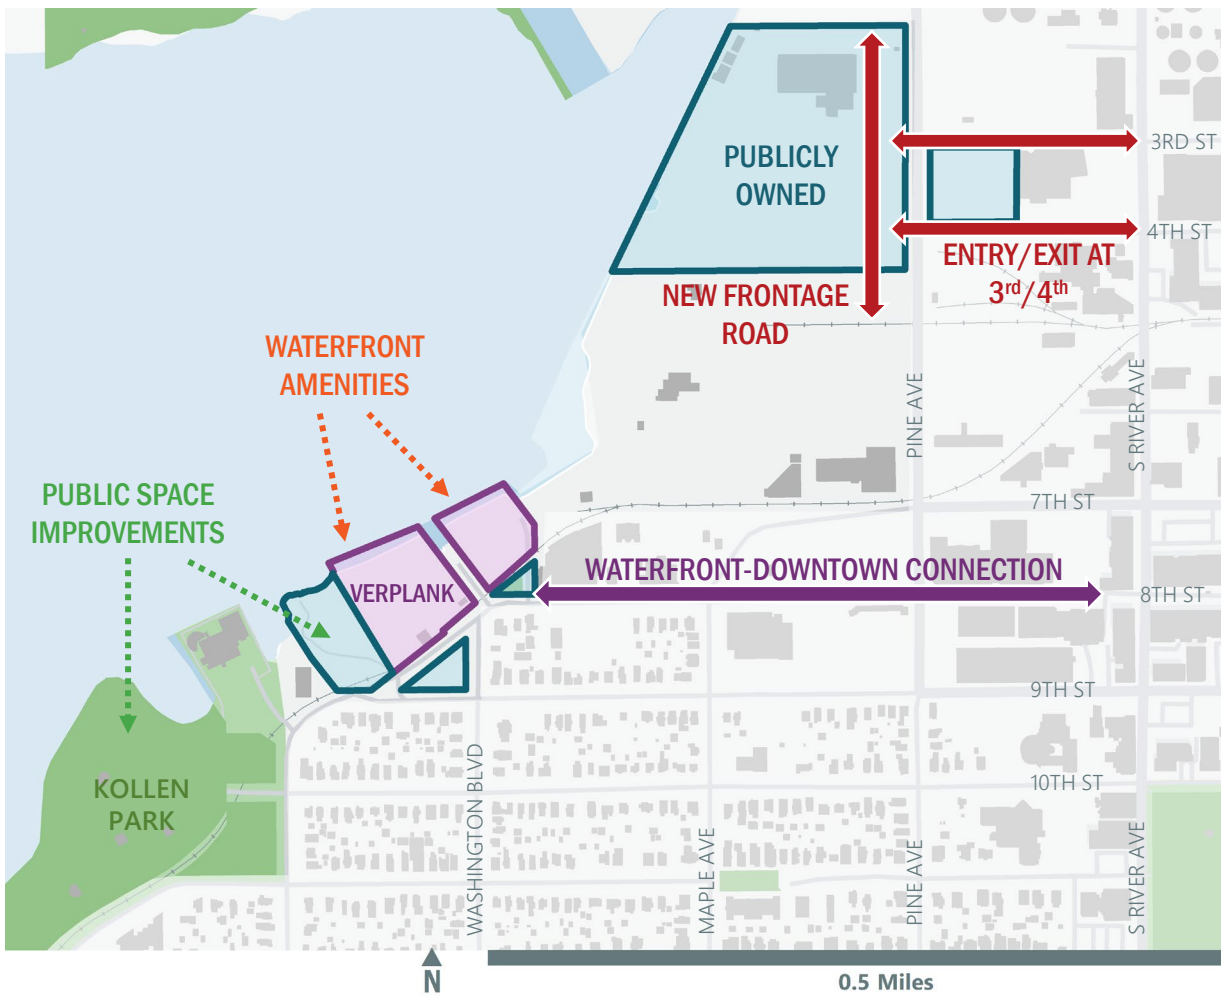 PUBLICLY
OWNED
3RD ST
4TH ST
ENTRY/EXIT AT
3rd/4th
NEW FRONTAGE
ROAD
WATERFRONT
AMENITIES
PINE AVE
S RIVER AVE
PUBLIC SPACE
IMPROVEMENTS
7TH ST
VERPLANK
WATERFRONT-DOWNTOWN CONNECTION
8TH ST
9TH ST
KOLLEN
PARK
10TH ST
WASHINGTON BLVD
MAPLE AVE
PINE AVE
S RIVER AVE
N
0.5 Miles